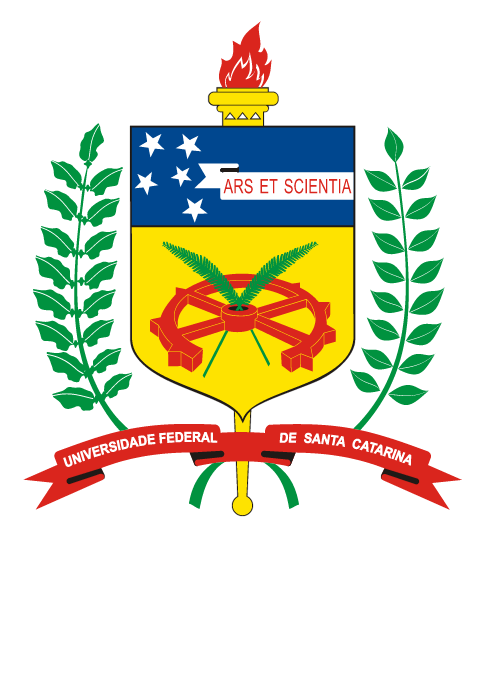 ARS ET SCIENTIA
UNIVERSIDADE FEDERAL DE SANTA CATARINA